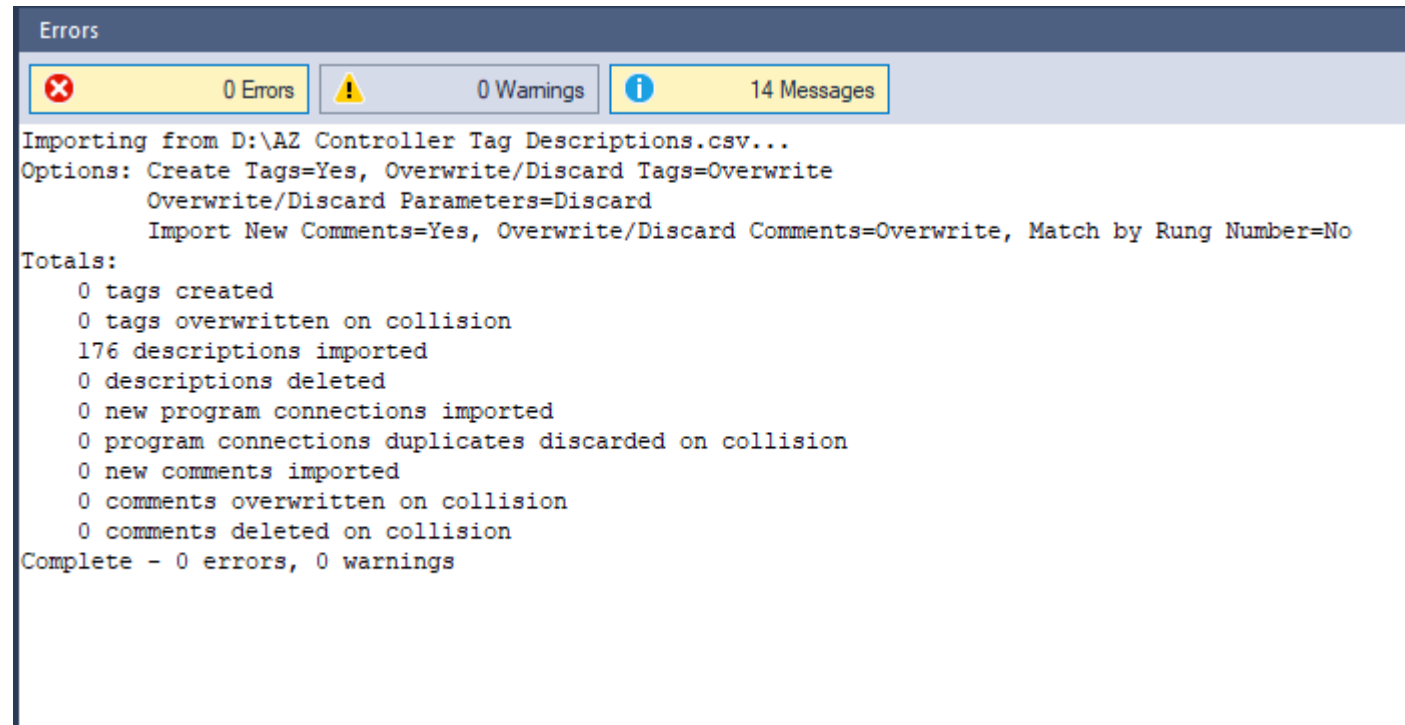 Errors
0 Errors 0 Warnings 14 Messages
Importing from D:\AZ Controller Tag Descriptions.csv...
Options: Create Tags=Yes, Overwrite/Discard Tags=Overwrite
Overwrite/Discard Parameters=Discard
Import New Comments=Yes, Overwrite/Discard Comments=Overwrite, Match by Rung Number=No
Totals:
0 tags created
0 tags overwritten on collision
176 descriptions imported
0 descriptions deleted
0 new program connections imported
0 program connections duplicates discarded on collision
0 new comments imported
0 comments overwritten on collision
0 comments deleted on collision
Complete - 0 errors, 0 warnings